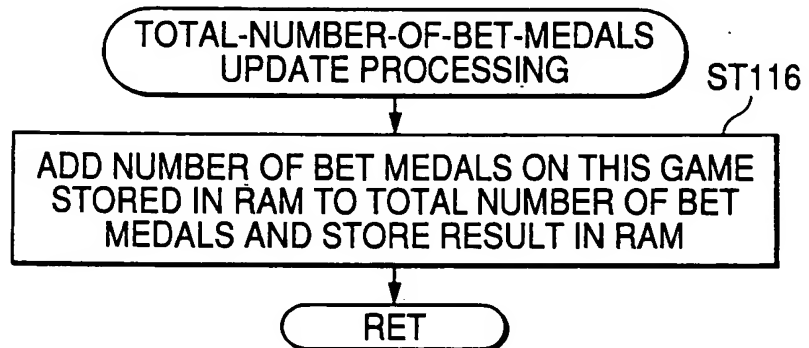 TOTAL-NUMBER-OF-BET-MEDALS
UPDATE PROCESSING
ST116
ADD NUMBER OF BET MEDALS ON THIS GAME
STORED IN RAM TO TOTAL NUMBER OF BET
MEDALS AND STORE RESULT IN RAM
RET